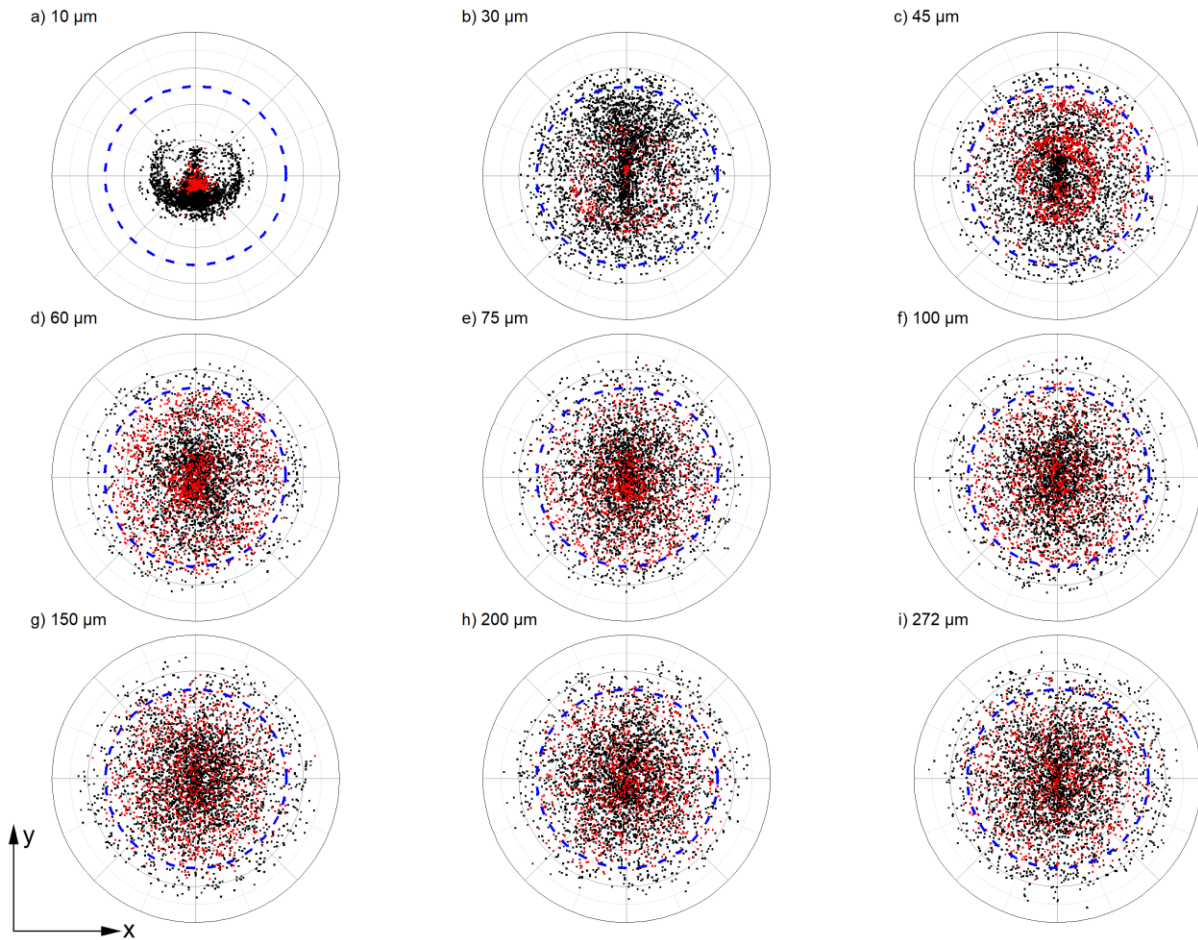 a) 10 µm
b) 30 µm
c) 45 µm
d) 60 µm
e) 75 µm
f) 100 µm
g) 150 µm
h) 200 µm
i) 272 µm
y
x